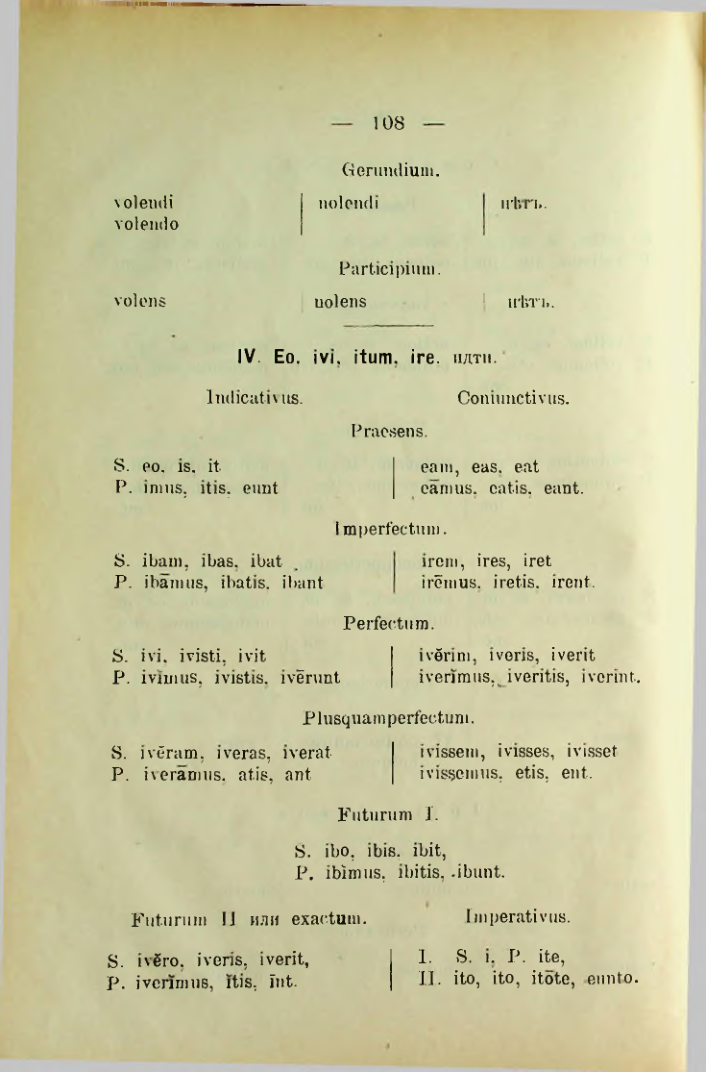 — 108 —
Gerundium.
volendi | nolendi | нѣтъ.
volendo
Participium.
volens | nolens | нѣтъ.
IV. Eo, ivi, itum, ire, идти.
Indicativus. Coniunctivus.
Praesens.
S. eo, is, it | eam, eas, eat
P. imus, itis, eunt | eāmus, eatis, eant.
Imperfectum.
S. ibam, ibas, ibat | irem, ires, iret
P. ibāmus, ibatis, ibant | irēmus, iretis, irent.
Perfectum.
S. ivi, ivisti, ivit | ivĕrim, iveris, iverit
P. ivĭmus, ivistis, ivērunt | iverĭmus, iveritis, iverint.
Plusquamperfectum.
S. ivĕram, iveras, iverat | ivissem, ivisses, ivisset
P. iverāmus, atis, ant | ivissemus, etis, ent.
Futurum I.
S. ibo, ibis, ibit,
P. ibĭmus, ibitis, ibunt.
Futurum II или exactum. Imperativus.
S. ivĕro, iveris, iverit, | I. S. i, P. ite,
P. iverĭmus, ĭtis, ĭnt. | II. ito, ito, itōte, eunto.